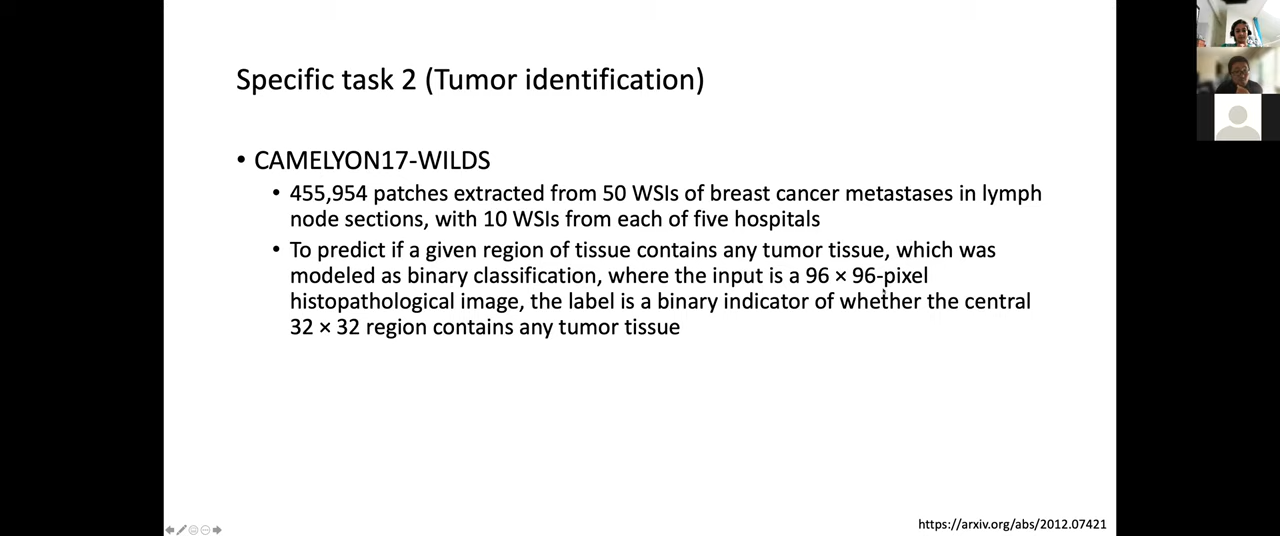 Specific task 2 (Tumor identification)
• CAMELYON17-WILDS
• 455,954 patches extracted from 50 WSIs of breast cancer metastases in lymph
node sections, with 10 WSIs from each of five hospitals
• To predict if a given region of tissue contains any tumor tissue, which was
modeled as binary classification, where the input is a 96 × 96-pixel
histopathological image, the label is a binary indicator of whether the central
32 × 32 region contains any tumor tissue
https://arxiv.org/abs/2012.07421